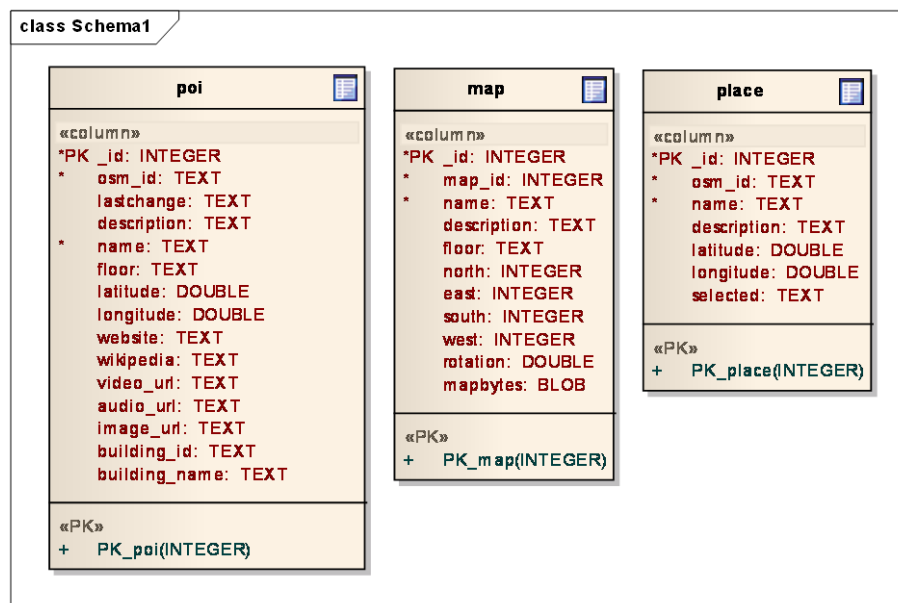 class Schema1
poi
«column»
*PK _id: INTEGER
* osm_id: TEXT
lastchange: TEXT
description: TEXT
* name: TEXT
floor: TEXT
latitude: DOUBLE
longitude: DOUBLE
website: TEXT
wikipedia: TEXT
video_url: TEXT
audio_url: TEXT
image_url: TEXT
building_id: TEXT
building_name: TEXT
«PK»
+ PK_poi(INTEGER)
map
«column»
*PK _id: INTEGER
* map_id: INTEGER
* name: TEXT
description: TEXT
floor: TEXT
north: INTEGER
east: INTEGER
south: INTEGER
west: INTEGER
rotation: DOUBLE
mapbytes: BLOB
«PK»
+ PK_map(INTEGER)
place
«column»
*PK _id: INTEGER
* osm_id: TEXT
* name: TEXT
description: TEXT
latitude: DOUBLE
longitude: DOUBLE
selected: TEXT
«PK»
+ PK_place(INTEGER)